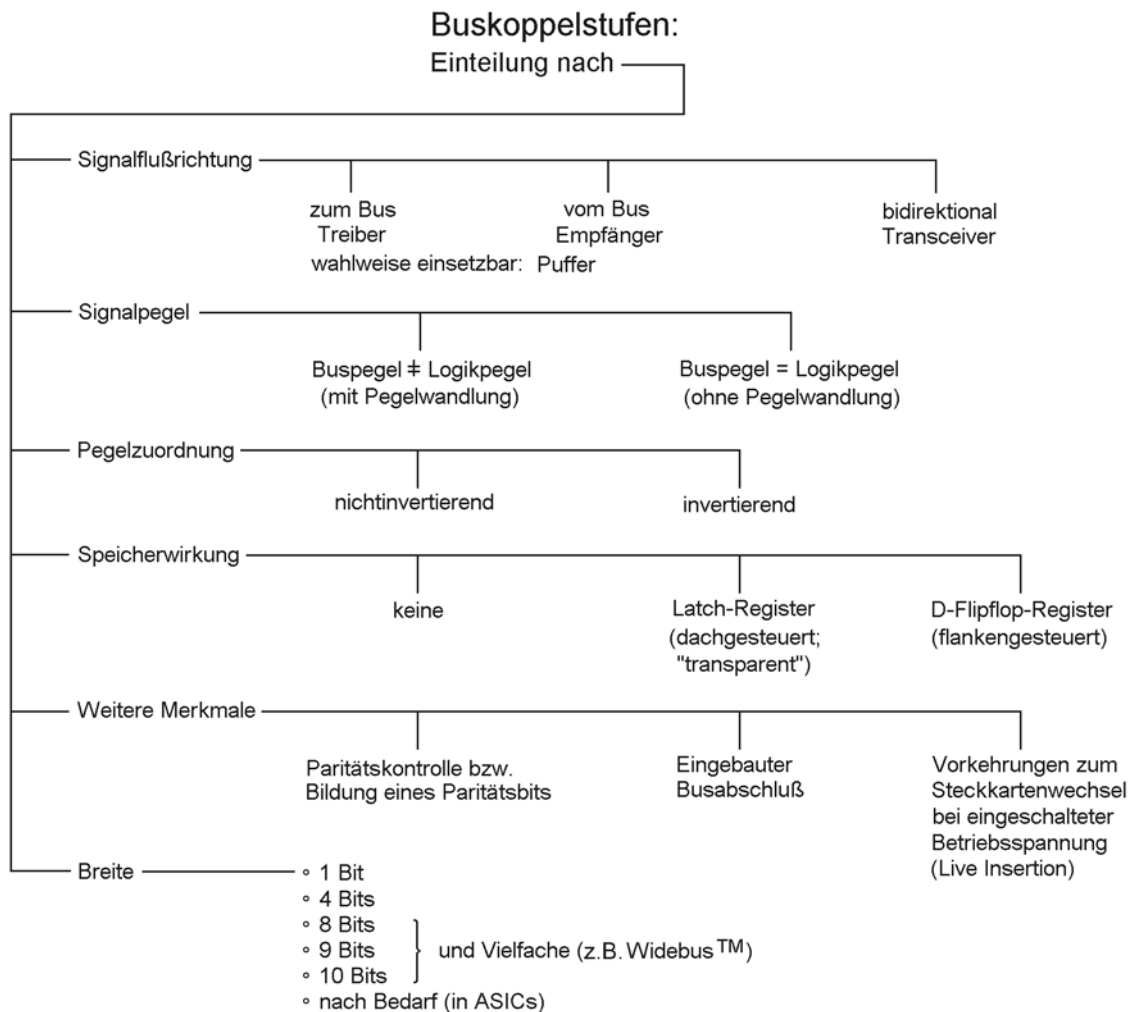 Buskoppelstufen:
Einteilung nach
Signalflußrichtung
zum Bus
Treiber
vom Bus
Empfänger
bidirektional
Transceiver
wahlweise einsetzbar: Puffer
Signalpegel
Buspegel ≠ Logikpegel
(mit Pegelwandlung)
Buspegel = Logikpegel
(ohne Pegelwandlung)
Pegelzuordnung
nichtinvertierend
invertierend
Speicherwirkung
keine
Latch-Register
(dachgesteuert;
"transparent")
D-Flipflop-Register
(flankengesteuert)
Weitere Merkmale
Paritätskontrolle bzw.
Bildung eines Paritätsbits
Eingebauter
Busabschluß
Vorkehrungen zum
Steckkartenwechsel
bei eingeschalteter
Betriebsspannung
(Live Insertion)
Breite
∘ 1 Bit
∘ 4 Bits
∘ 8 Bits
∘ 9 Bits
∘ 10 Bits
und Vielfache (z.B. Widebus™)
∘ nach Bedarf (in ASICs)